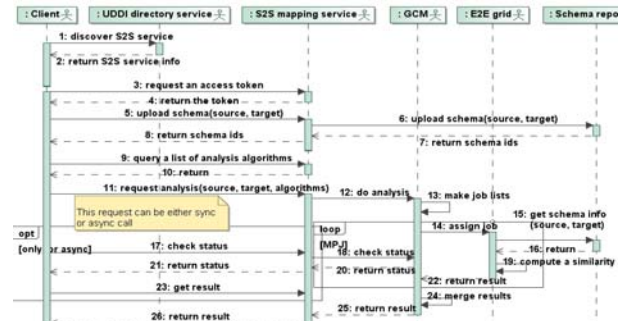 : Client
: UDDI directory service
: S2S mapping service
: GCM
: E2E grid
: Schema repo
1: discover S2S service
2: return S2S service info
3: request an access token
4: return the token
5: upload schema(source, target)
6: upload schema(source, target)
7: return schema ids
8: return schema ids
9: query a list of analysis algorithms
10: return
11: request analysis(source, target, algorithms)
12: do analysis
13: make job lists
This request can be either sync
or async call
loop
[MPJ]
14: assign job
15: get schema info
(source, target)
16: return
opt
[only for async]
17: check status
18: check status
19: compute a similarity
20: return status
21: return status
22: return result
23: get result
24: merge results
25: return result
26: return result